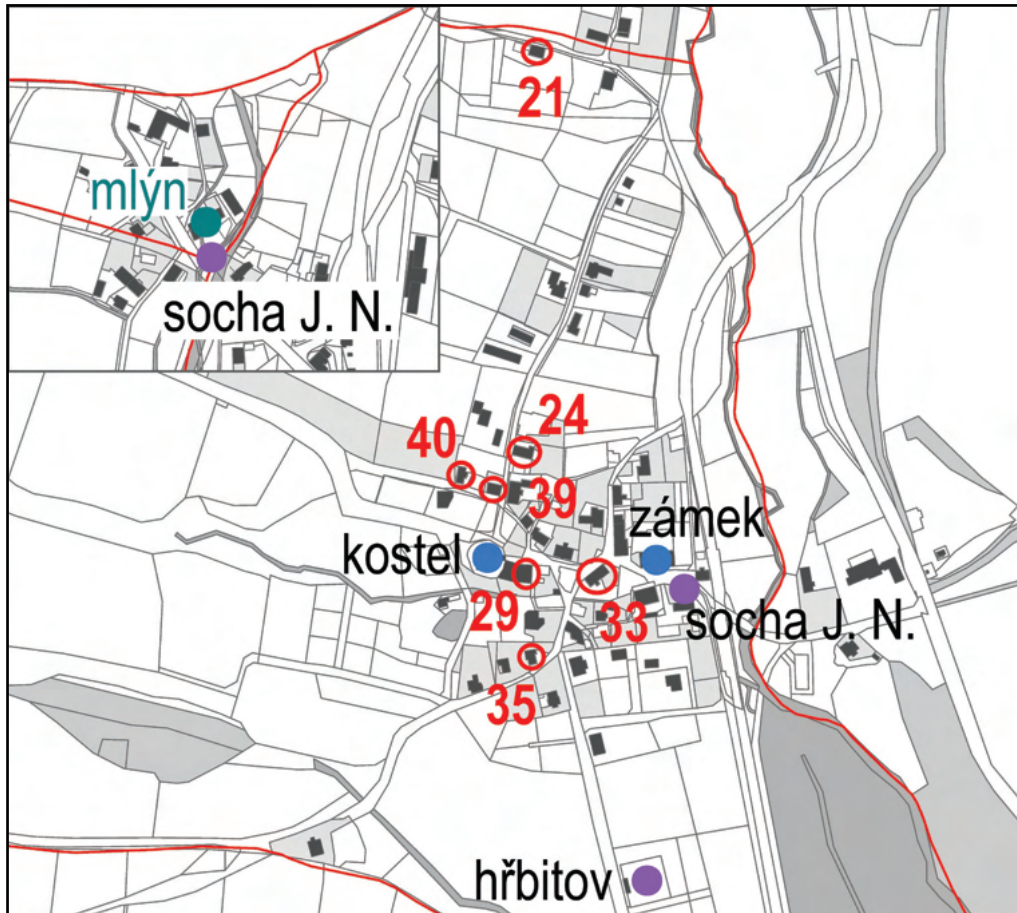 21
mlýn
socha J. N.
24
40
39
zámek
kostel
29
33
socha J. N.
35
hřbitov